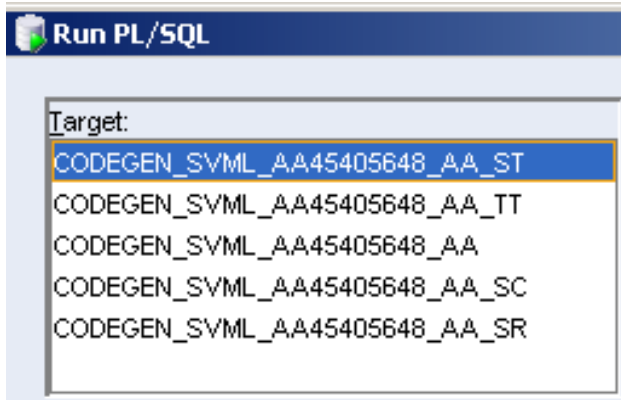 Run PL/SQL
Target:
CODEGEN_SVML_AA45405648_AA_ST
CODEGEN_SVML_AA45405648_AA_TT
CODEGEN_SVML_AA45405648_AA
CODEGEN_SVML_AA45405648_AA_SC
CODEGEN_SVML_AA45405648_AA_SR